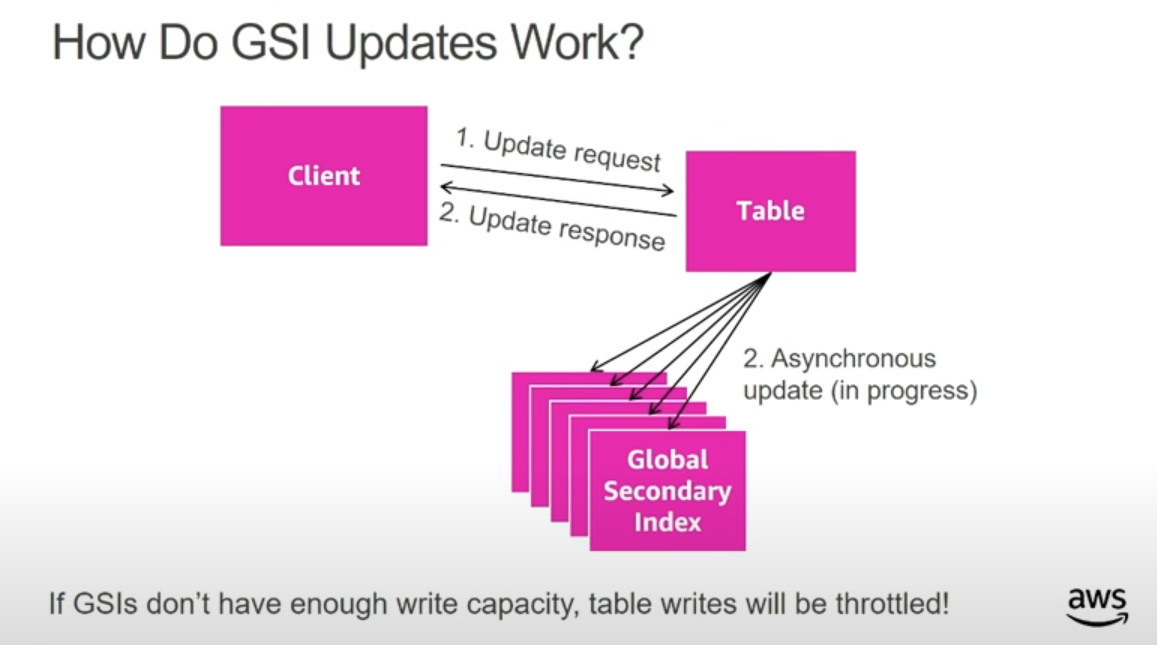 How Do GSI Updates Work?
Client
1. Update request
2. Update response
Table
2. Asynchronous
update (in progress)
Global
Secondary
Index
If GSIs don't have enough write capacity, table writes will be throttled!
aws